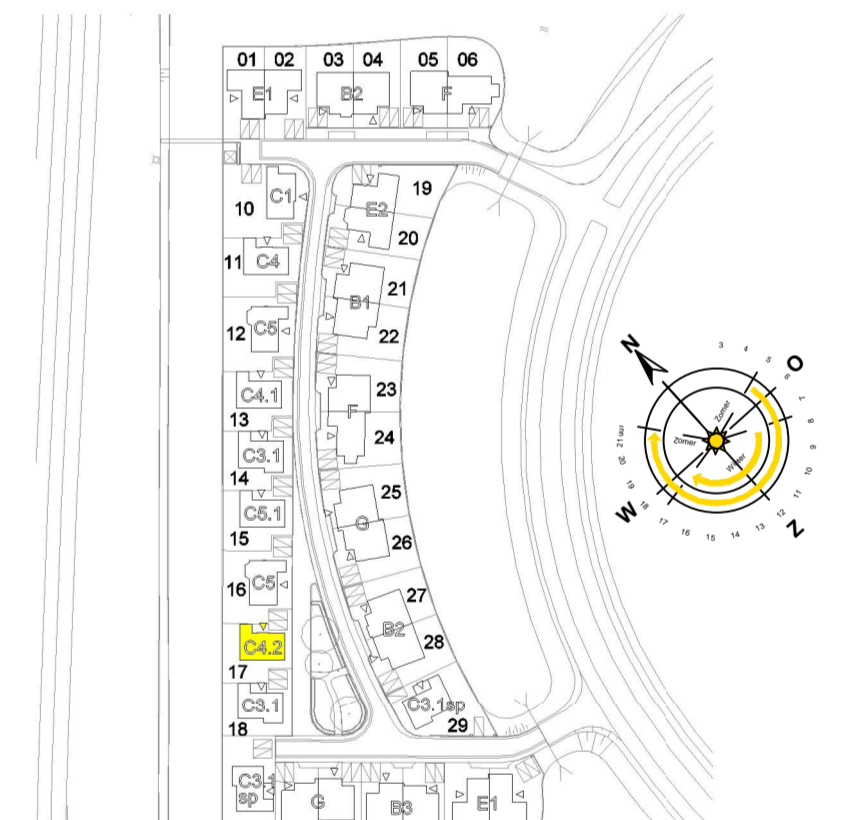 01 02 03 04 05 06
E1 B2 F
C1 19
10 E2
20
11 C4
21
B1
12 C5 22
C4.1 23
13 F
24
C3.1
14
25
C5.1
15 G
26
C5
16 27
B2
28
C4.2
17
C3.1 C3.1sp
18 29
C3.1
sp
G B3 E1
N
O
Z
W
Zomer
Zomer
Winter
3
4
5
6
7
8
9
10
11
12
13
14
15
16
17
18
19
20
21 uur